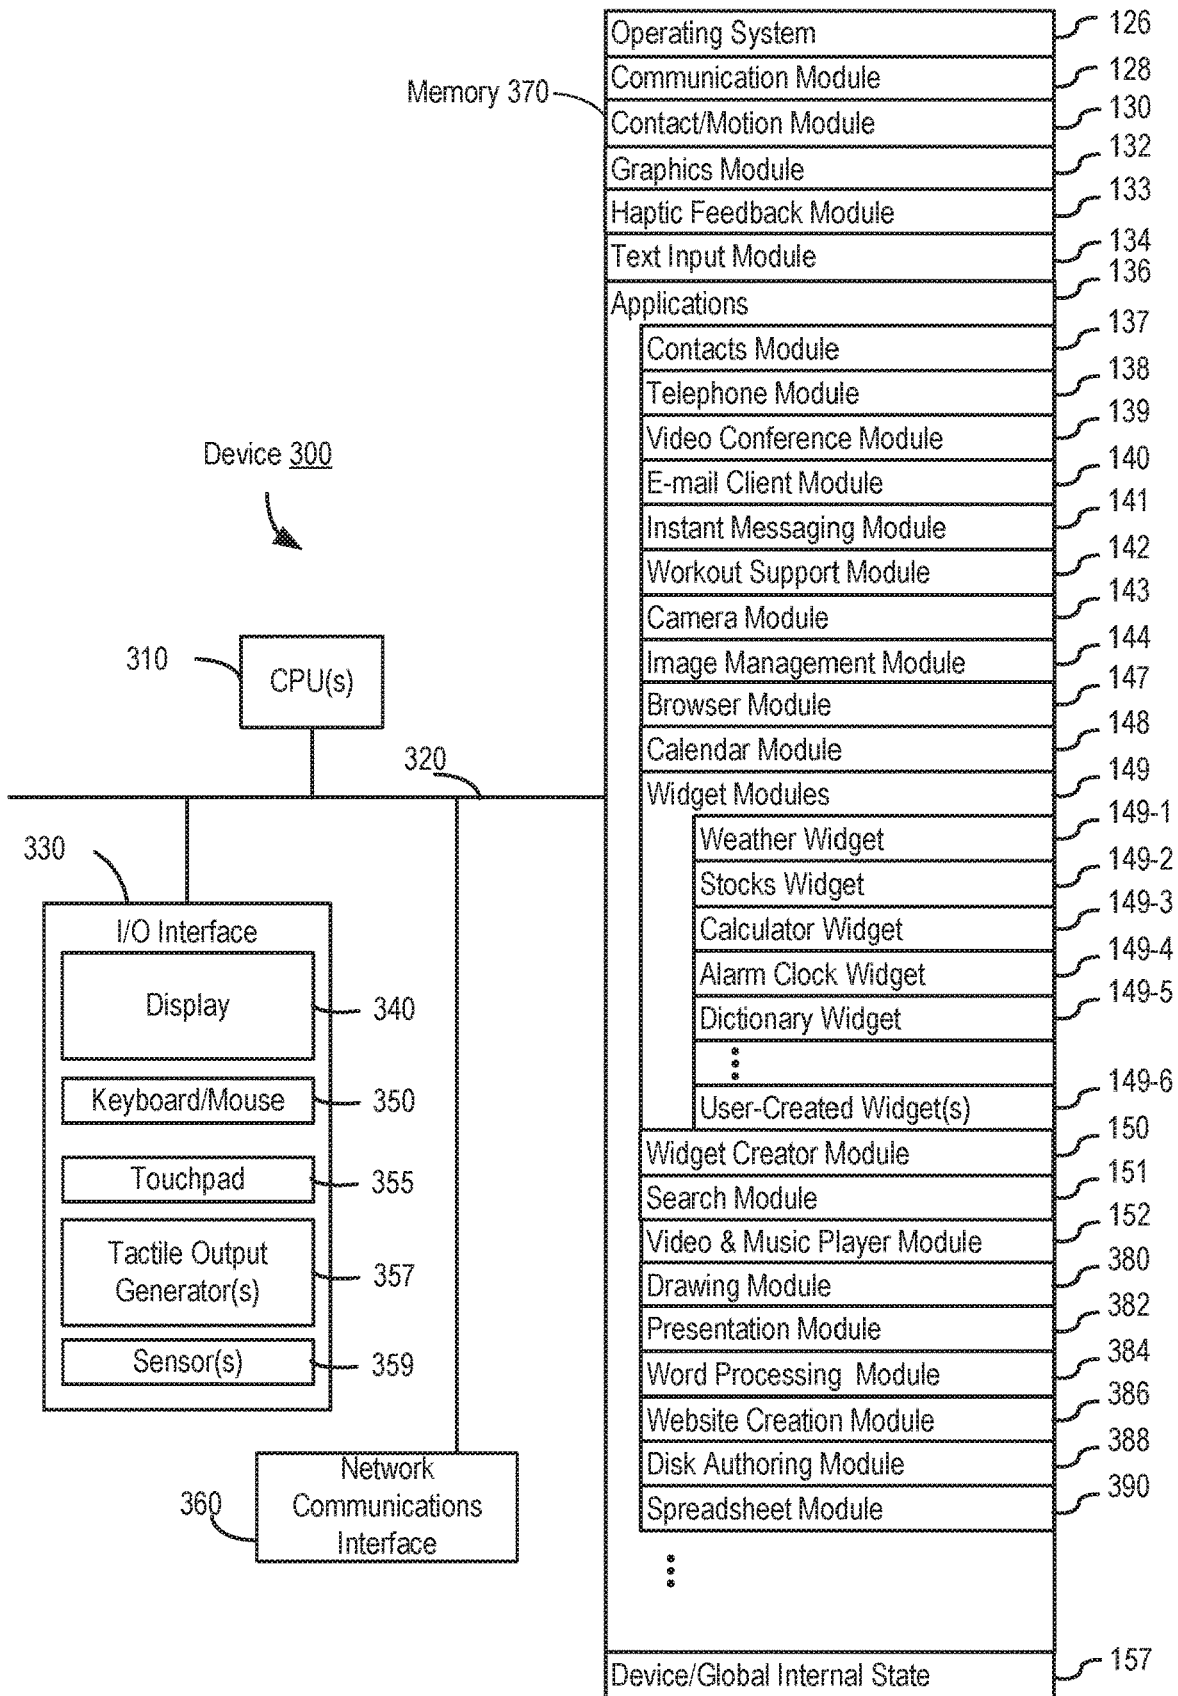 Device 300
310
CPU(s)
320
330
I/O Interface
Display
340
Keyboard/Mouse
350
Touchpad
355
Tactile Output
Generator(s)
357
Sensor(s)
359
Network
Communications
Interface
360
Memory 370
Operating System
126
Communication Module
128
Contact/Motion Module
130
Graphics Module
132
Haptic Feedback Module
133
Text Input Module
134
Applications
136
Contacts Module
137
Telephone Module
138
Video Conference Module
139
E-mail Client Module
140
Instant Messaging Module
141
Workout Support Module
142
Camera Module
143
Image Management Module
144
Browser Module
147
Calendar Module
148
Widget Modules
149
Weather Widget
149-1
Stocks Widget
149-2
Calculator Widget
149-3
Alarm Clock Widget
149-4
Dictionary Widget
149-5
User-Created Widget(s)
149-6
Widget Creator Module
150
Search Module
151
Video & Music Player Module
152
Drawing Module
380
Presentation Module
382
Word Processing Module
384
Website Creation Module
386
Disk Authoring Module
388
Spreadsheet Module
390
Device/Global Internal State
157